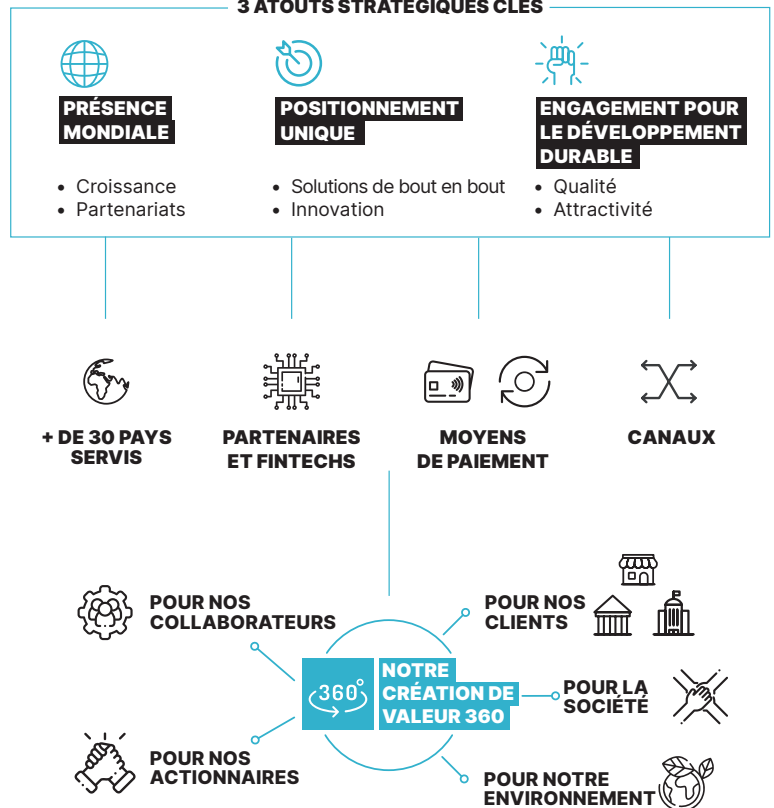 3 ATOUTS STRATÉGIQUES CLÉS
PRÉSENCE
MONDIALE
• Croissance
• Partenariats
POSITIONNEMENT
UNIQUE
• Solutions de bout en bout
• Innovation
ENGAGEMENT POUR
LE DÉVELOPPEMENT
DURABLE
• Qualité
• Attractivité
+ DE 30 PAYS
SERVIS
PARTENAIRES
ET FINTECHS
MOYENS
DE PAIEMENT
CANAUX
POUR NOS
COLLABORATEURS
POUR NOS
CLIENTS
360°
NOTRE
CRÉATION DE
VALEUR 360
POUR LA
SOCIÉTÉ
POUR NOS
ACTIONNAIRES
POUR NOTRE
ENVIRONNEMENT